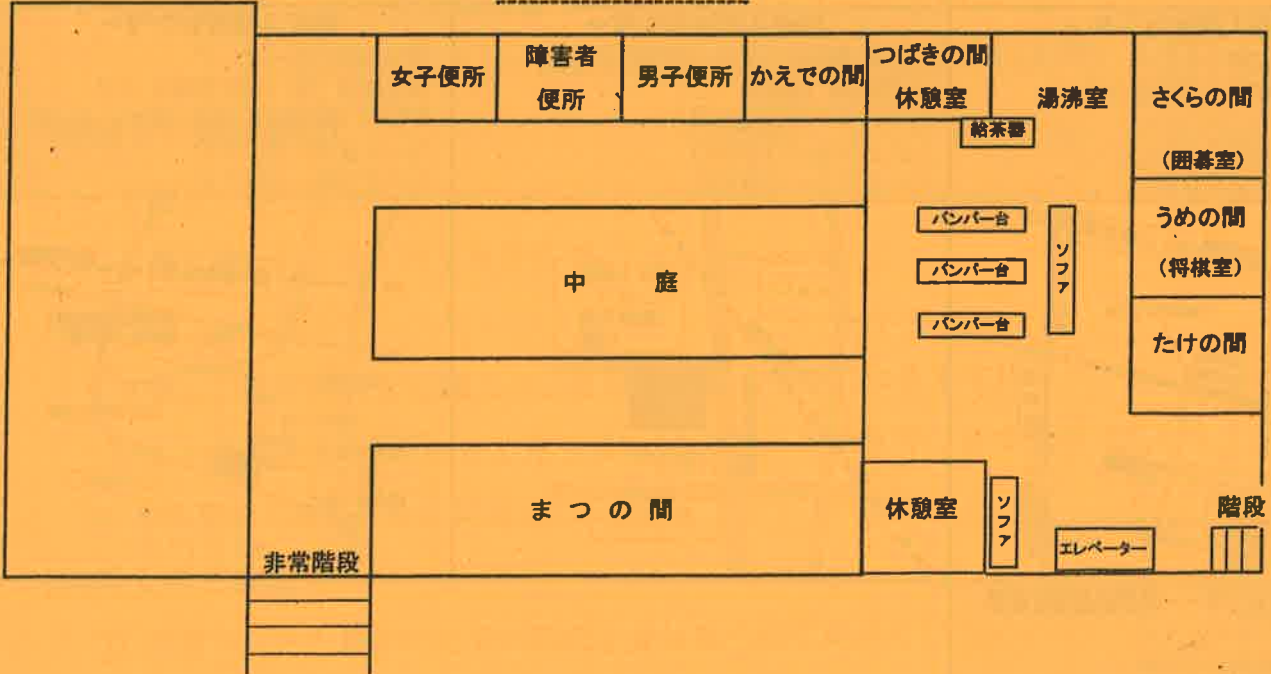 女子便所
障害者
便所
男子便所
かえでの間
つばきの間
休憩室
湯沸室
さくらの間
(囲碁室)
給茶器
バンパー台
バンパー台
バンパー台
ソファ
うめの間
(将棋室)
たけの間
中 庭
まつの間
休憩室
ソファ
エレベーター
階段
非常階段